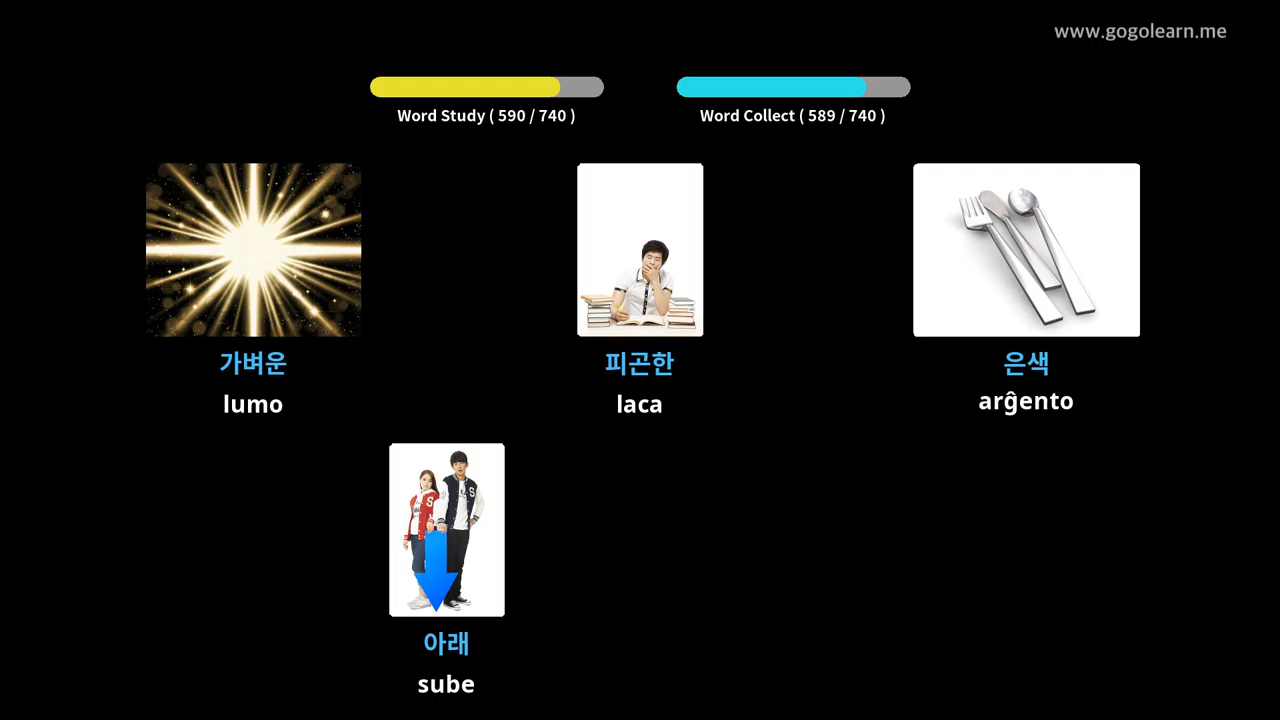 www.gogolearn.me
Word Study ( 590 / 740 )
Word Collect ( 589 / 740 )
가벼운
피곤한
은색
lumo
laca
arĝento
S
S
아래
sube